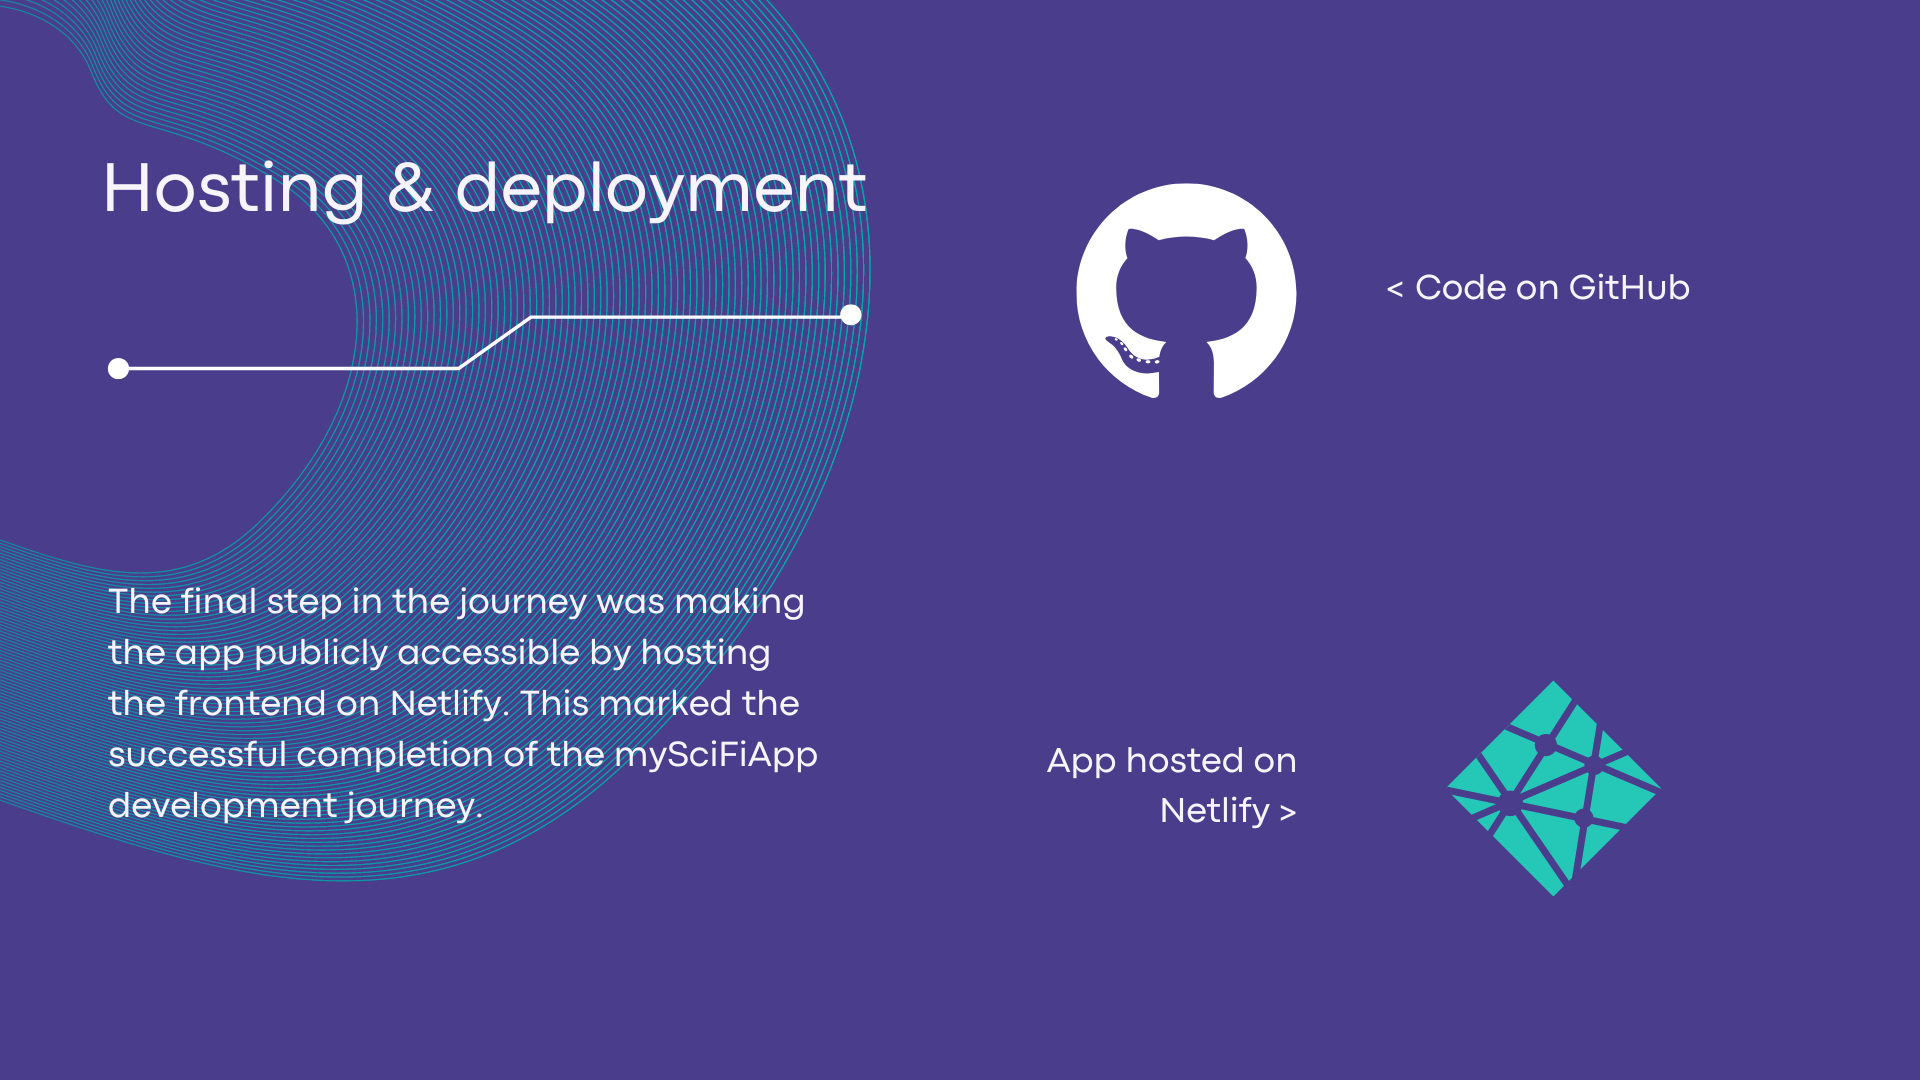 Hosting & deployment
The final step in the journey was making
the app publicly accessible by hosting
the frontend on Netlify. This marked the
successful completion of the mySciFiApp
development journey.
< Code on GitHub
App hosted on
Netlify >